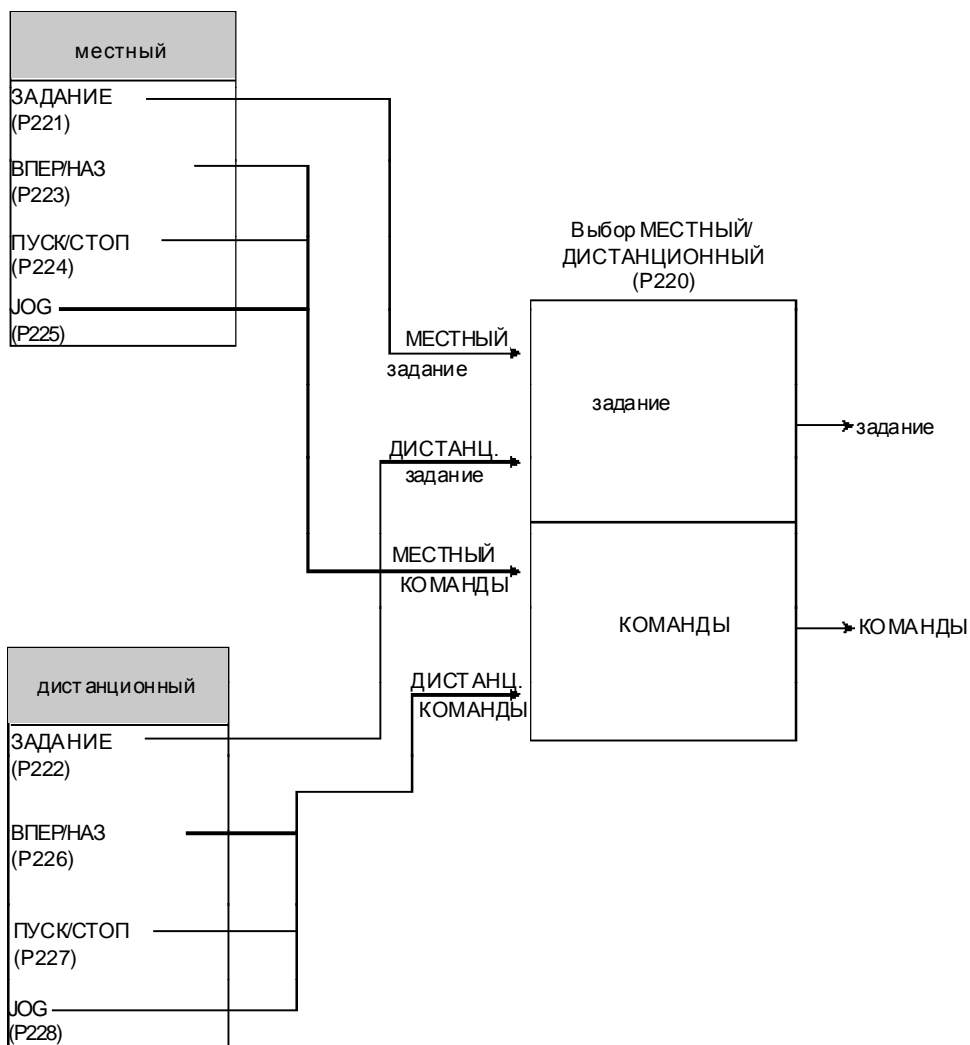 местный
ЗАДАНИЕ
(P221)
ВПЕР/НАЗ
(P223)
ПУСК/СТОП
(P224)
JOG
(P225)
Выбор МЕСТНЫЙ/
ДИСТАНЦИОННЫЙ
(P220)
МЕСТНЫЙ
задание
задание
задание
ДИСТАНЦ.
задание
МЕСТНЫЙ
КОМАНДЫ
КОМАНДЫ
КОМАНДЫ
ДИСТАНЦ.
КОМАНДЫ
дистанционный
ЗАДАНИЕ
(P222)
ВПЕР/НАЗ
(P226)
ПУСК/СТОП
(P227)
JOG
(P228)